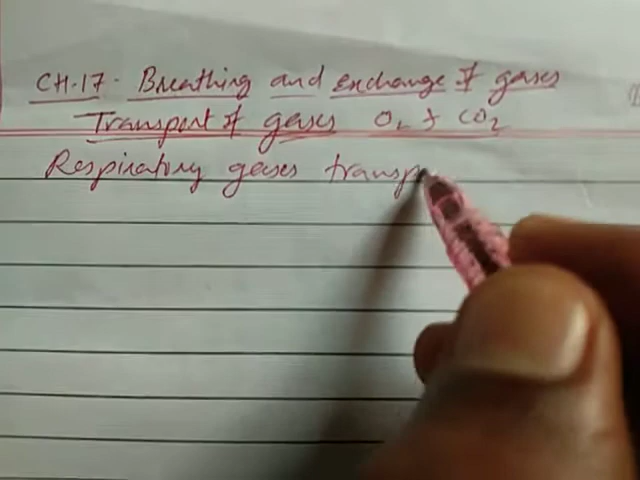 CH.17. Breathing and exchange of gases
Transport of gases O2 & CO2
Respiratory gases transp